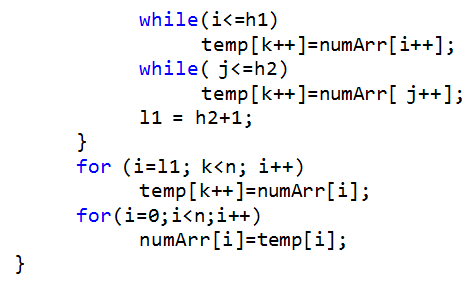 while(i<=h1)
temp[k++]=numArr[i++];
while( j<=h2)
temp[k++]=numArr[ j++];
l1 = h2+1;
}
for (i=l1; k<n; i++)
temp[k++]=numArr[i];
for(i=0;i<n;i++)
numArr[i]=temp[i];
}